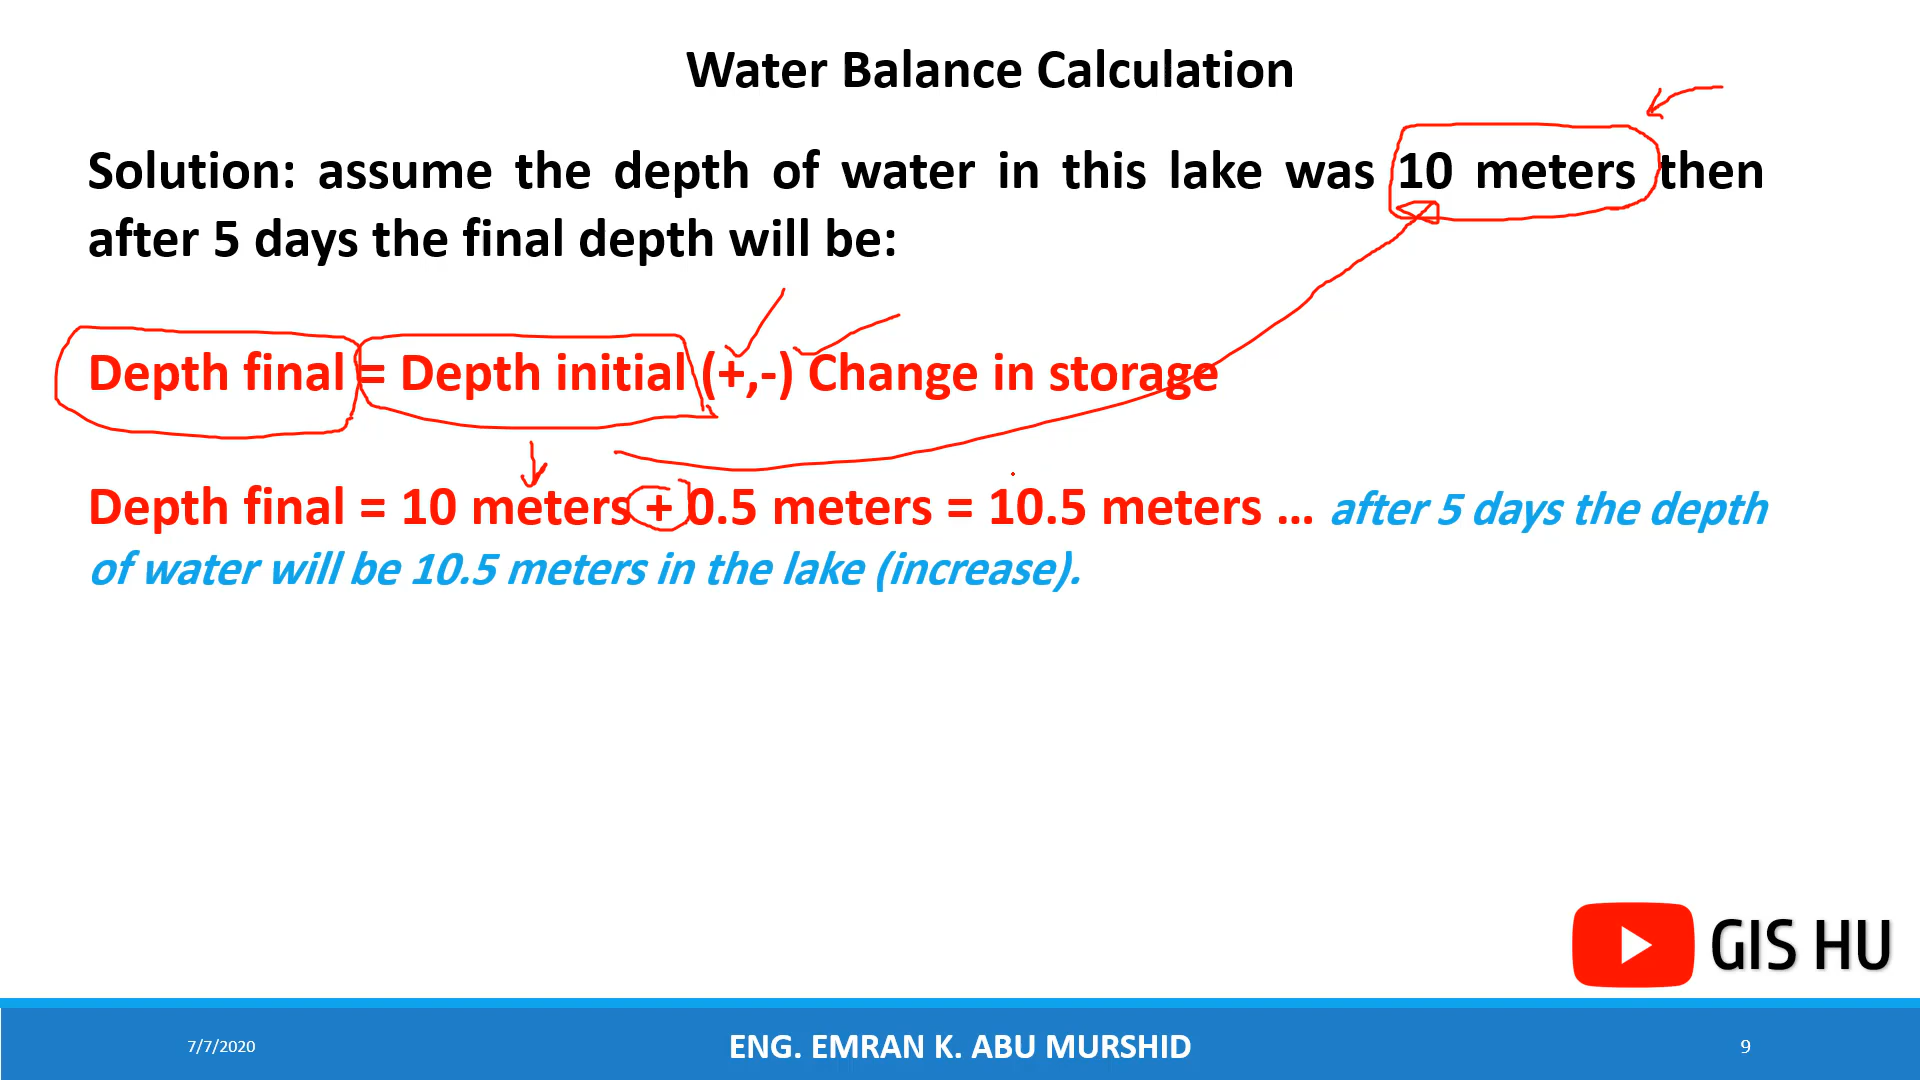 Water Balance Calculation
Solution: assume the depth of water in this lake was 10 meters then
after 5 days the final depth will be:
Depth final = Depth initial (+,-) Change in storage
Depth final = 10 meters + 0.5 meters = 10.5 meters ... after 5 days the depth
of water will be 10.5 meters in the lake (increase).
GIS HU
7/7/2020
ENG. EMRAN K. ABU MURSHID
9